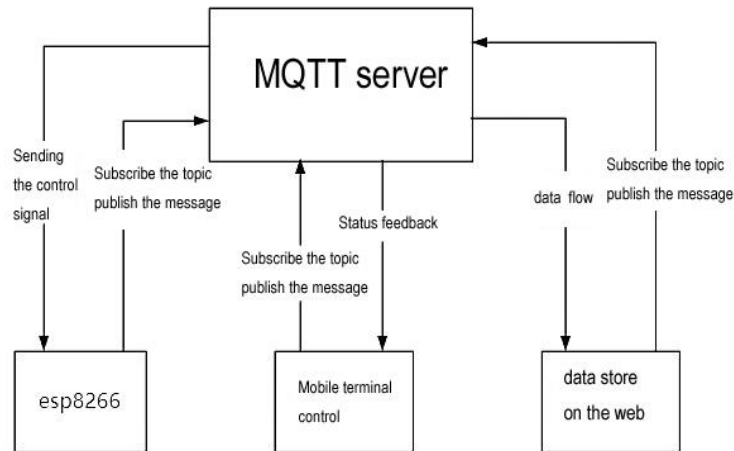 MQTT server
Sending
the control
signal
Subscribe the topic
publish the message
Subscribe the topic
publish the message
Status feedback
data flow
Subscribe the topic
publish the message
esp8266
Mobile terminal
control
data store
on the web